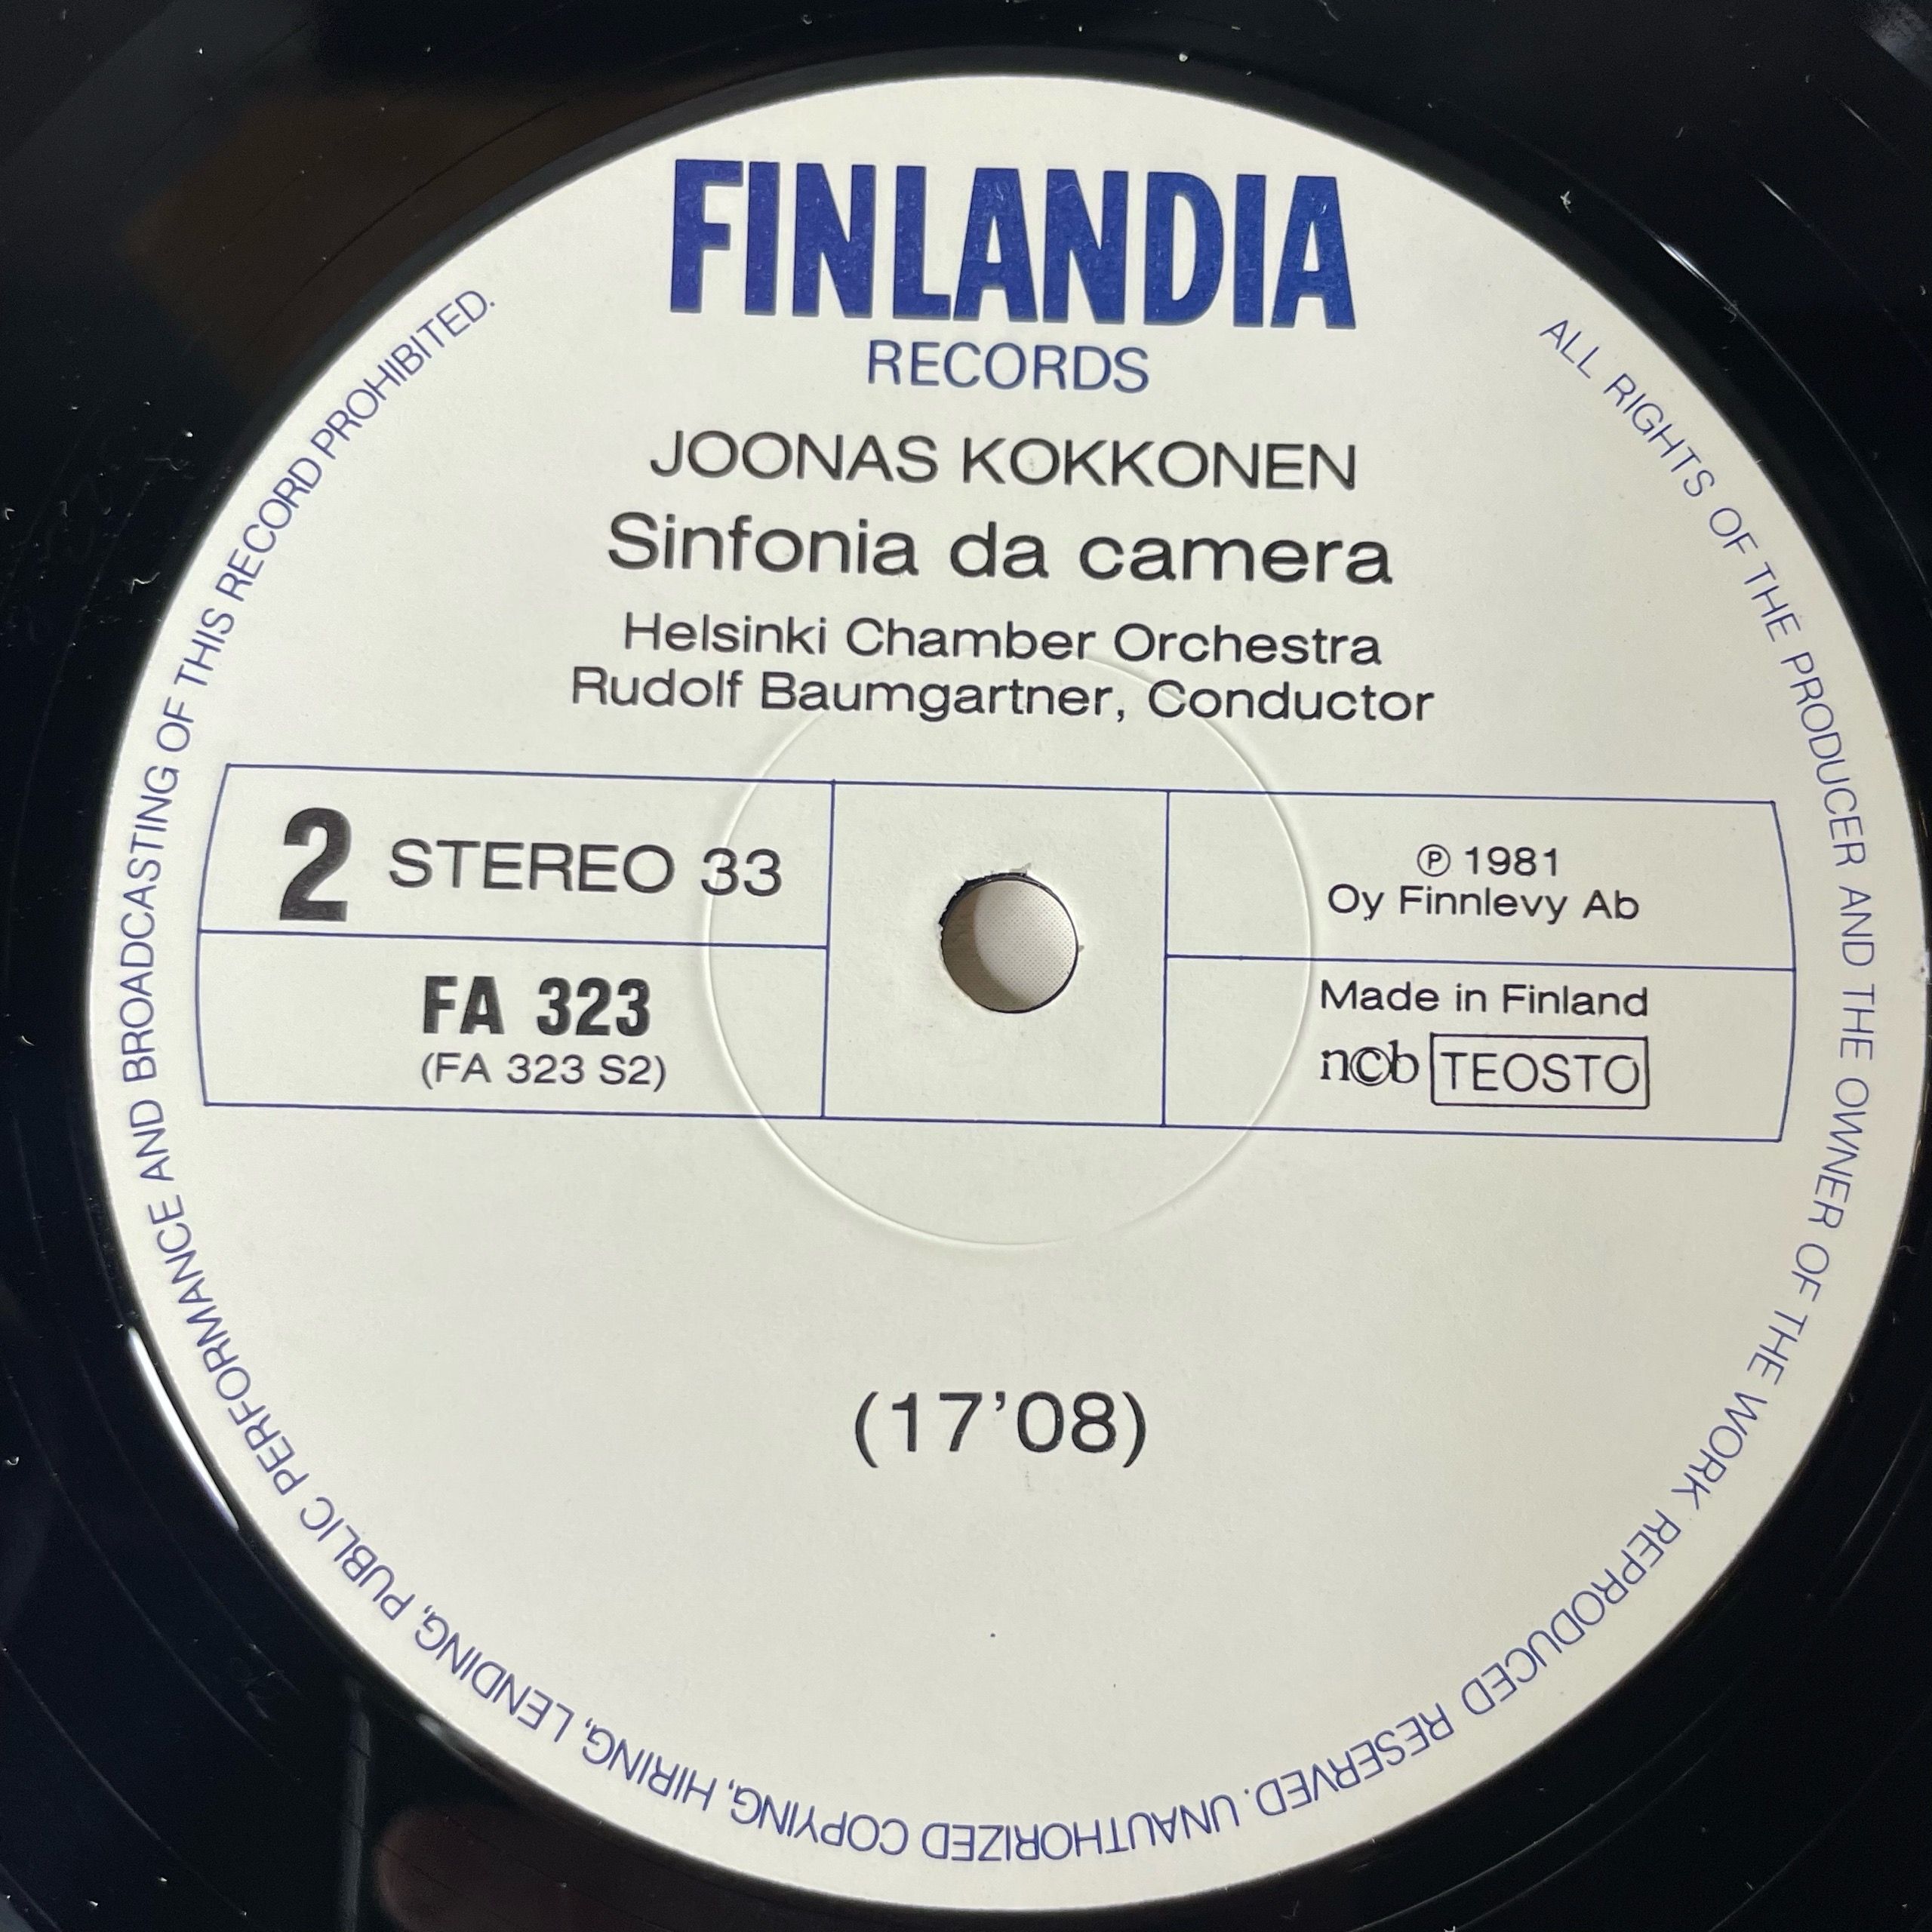 FINLANDIA
RECORDS
JOONAS KOKKONEN
Sinfonia da camera
Helsinki Chamber Orchestra
Rudolf Baumgartner, Conductor
2 STEREO 33
FA 323
(FA 323 S2)
Ⓟ 1981
Oy Finnlevy Ab
Made in Finland
n©b TEOSTO
(17’08)
ALL RIGHTS OF THE PRODUCER AND THE OWNER OF THE WORK REPRODUCED RESERVED. UNAUTHORIZED COPYING, HIRING, LENDING, PUBLIC PERFORMANCE AND BROADCASTING OF THIS RECORD PROHIBITED.